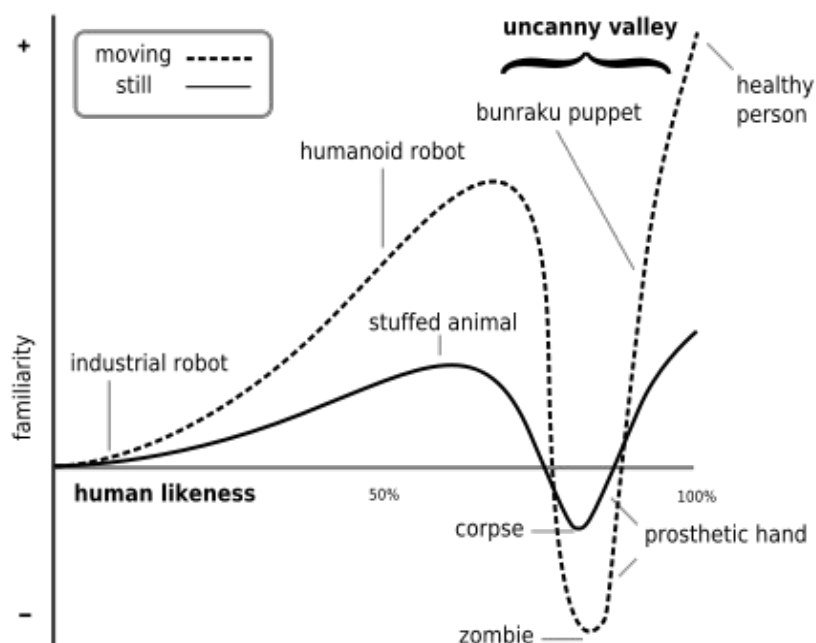 +
uncanny valley
moving
still
healthy
person
bunraku puppet
humanoid robot
stuffed animal
industrial robot
familiarity
human likeness
50%
100%
corpse
prosthetic hand
–
zombie